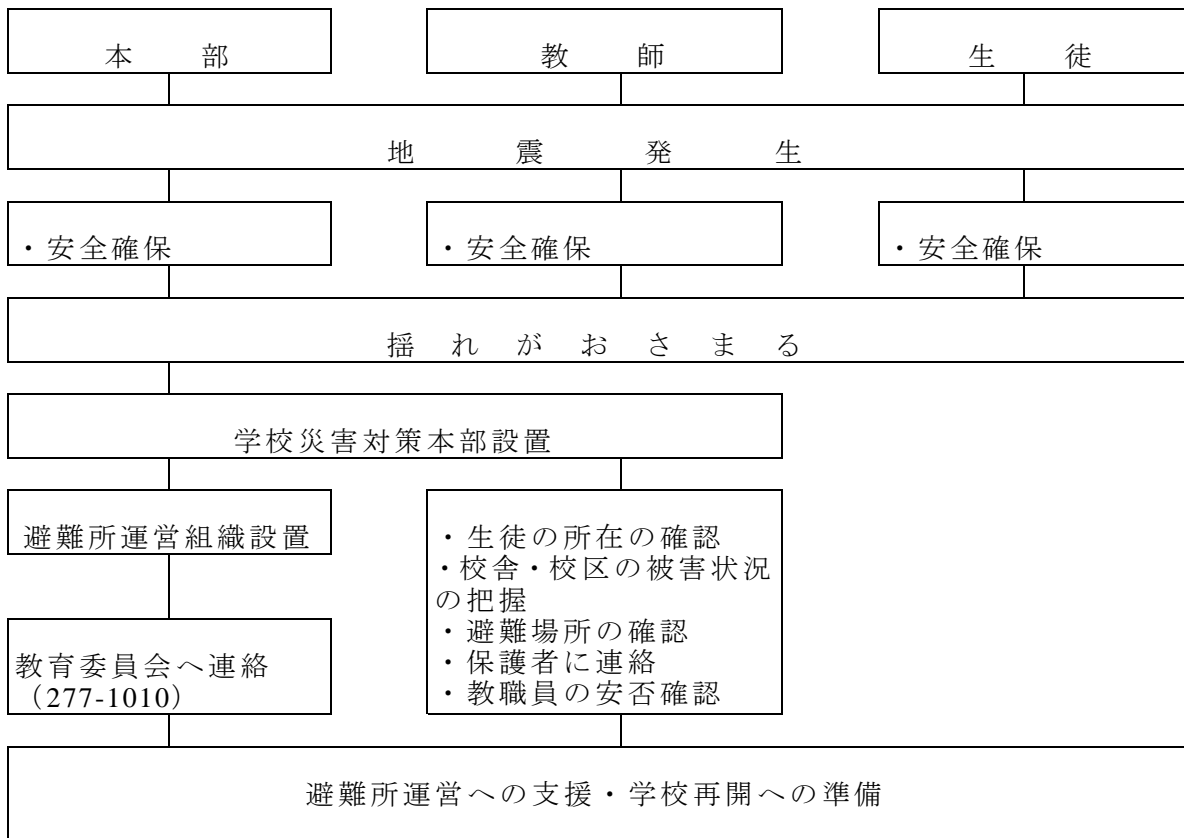 本部
教師
生徒
地震発生
・安全確保
・安全確保
・安全確保
揺れがおさまる
学校災害対策本部設置
避難所運営組織設置
・生徒の所在の確認
・校舎・校区の被害状況
の把握
・避難場所の確認
・保護者に連絡
・教職員の安否確認
教育委員会へ連絡
(277-1010)
避難所運営への支援・学校再開への準備